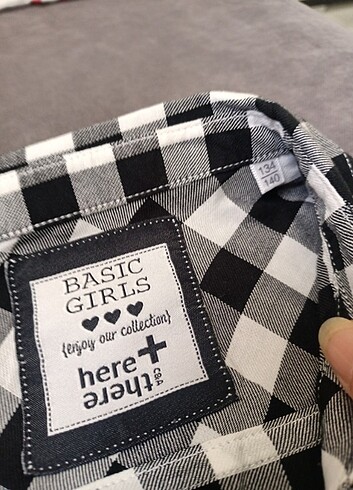 134
140
BASIC
GIRLS
{enjoy our collection}
here+
there
C&A